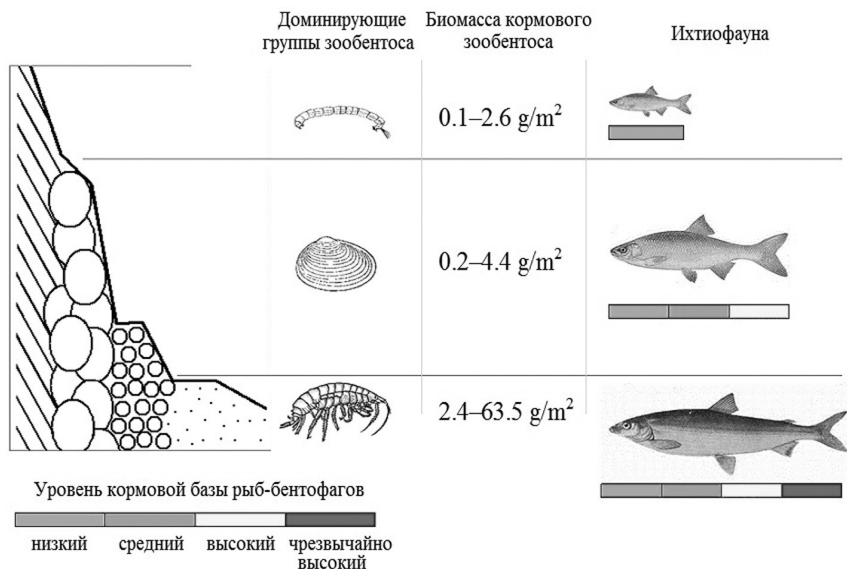 Доминирующие
группы зообентоса
Биомасса кормового
зообентоса
Ихтиофауна
0.1–2.6 g/m²
0.2–4.4 g/m²
2.4–63.5 g/m²
Уровень кормовой базы рыб-бентофагов
низкий
средний
высокий
чрезвычайно
высокий